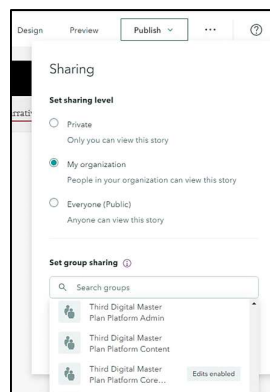 Design Preview Publish ...
Sharing
Set sharing level
Private
Only you can view this story
My organization
People in your organization can view this story
Everyone (Public)
Anyone can view this story
Set group sharing
Search groups
Third Digital Master
Plan Platform Admin
Third Digital Master
Plan Platform Content
Third Digital Master
Plan Platform Core... Edits enabled